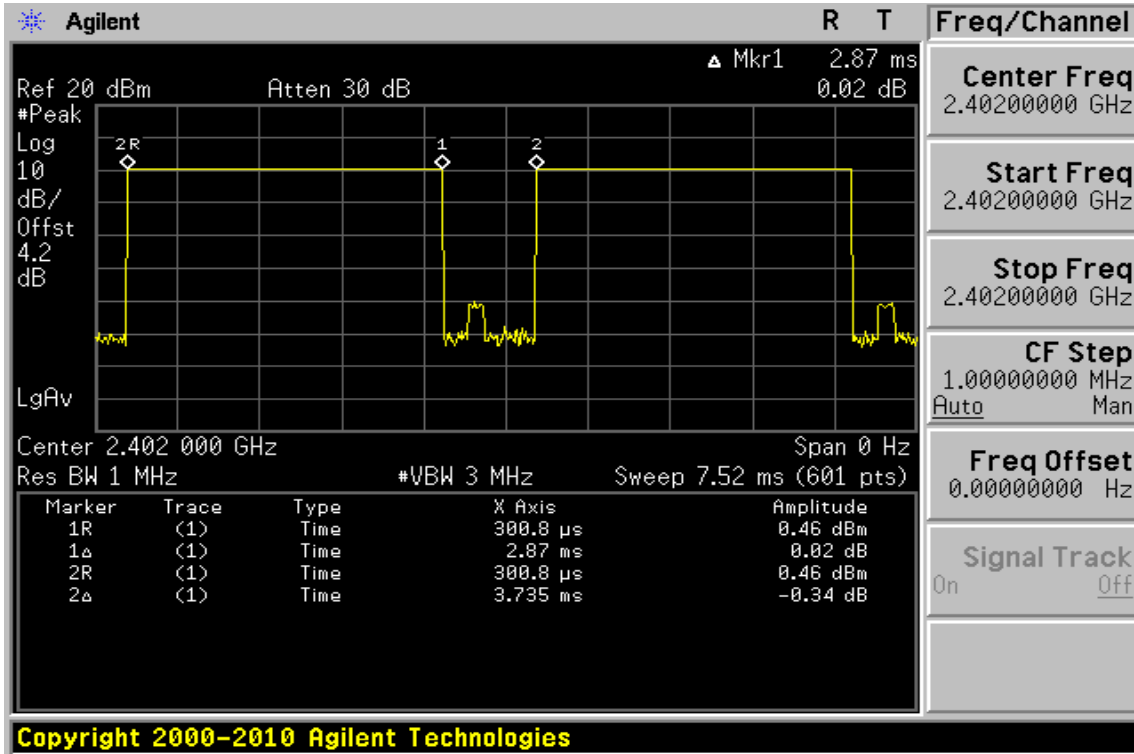 Agilent R T
Δ Mkr1 2.87 ms
Ref 20 dBm Atten 30 dB 0.02 dB
#Peak
Log
10
dB/
Offst
4.2
dB
LgAv
2R 1 2
Center 2.402 000 GHz Span 0 Hz
Res BW 1 MHz #VBW 3 MHz Sweep 7.52 ms (601 pts)
Marker Trace Type X Axis Amplitude
1R (1) Time 300.8 µs 0.46 dBm
1Δ (1) Time 2.87 ms 0.02 dB
2R (1) Time 300.8 µs 0.46 dBm
2Δ (1) Time 3.735 ms -0.34 dB
Copyright 2000-2010 Agilent Technologies
Freq/Channel
Center Freq
2.40200000 GHz
Start Freq
2.40200000 GHz
Stop Freq
2.40200000 GHz
CF Step
1.00000000 MHz
Auto Man
Freq Offset
0.00000000 Hz
Signal Track
On Off